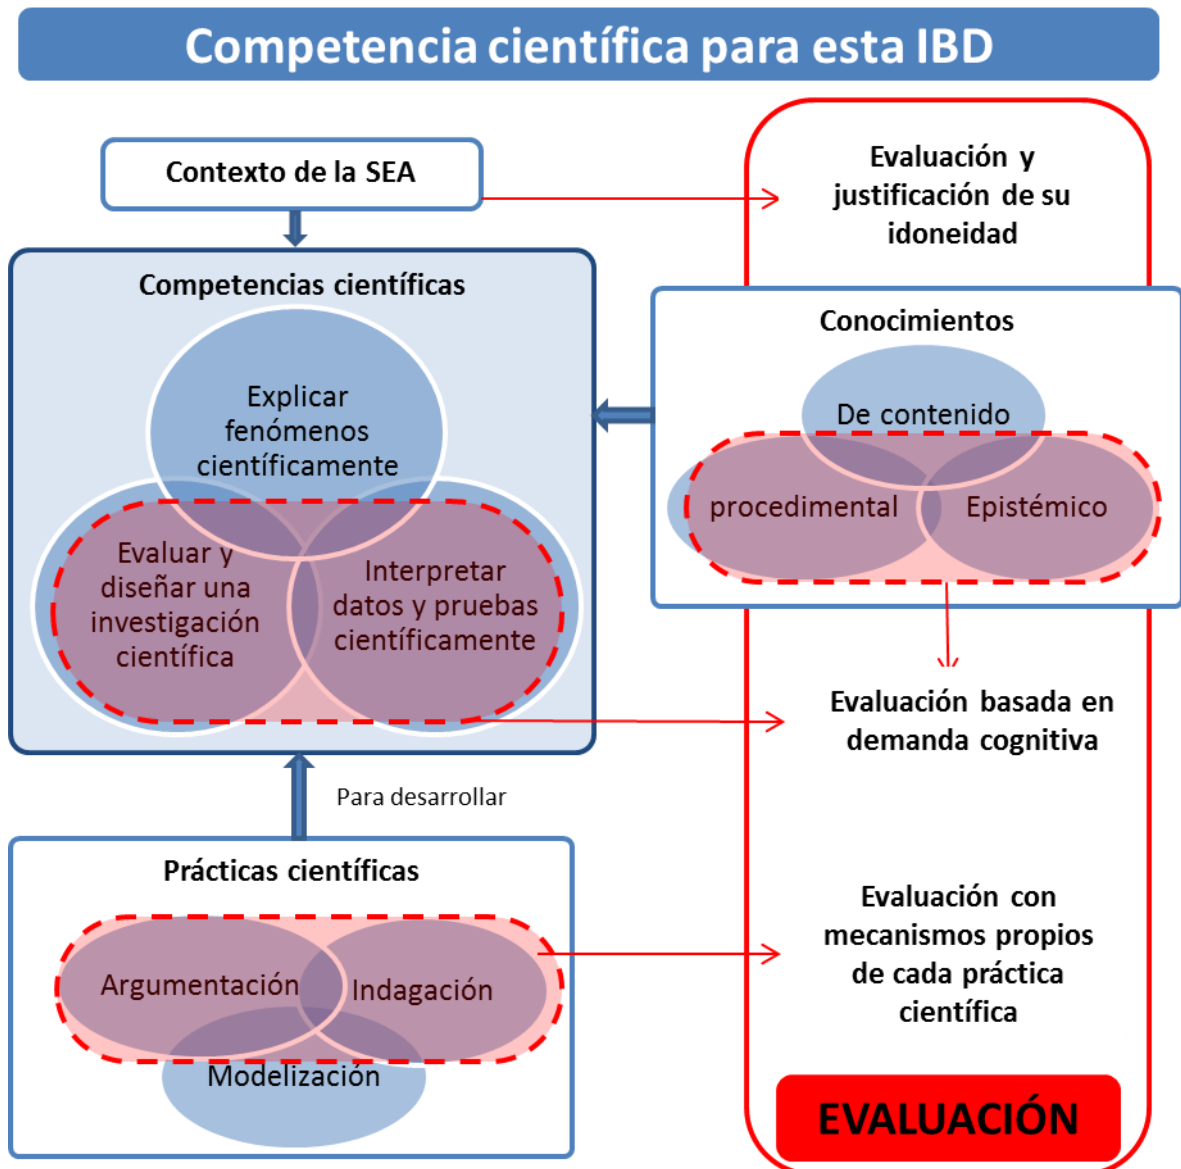 Competencia científica para esta IBD
Contexto de la SEA
Evaluación y
justificación de su
idoneidad
Competencias científicas
Explicar
fenómenos
científicamente
Evaluar y
diseñar una
investigación
científica
Interpretar
datos y pruebas
científicamente
Conocimientos
De contenido
procedimental
Epistémico
Evaluación basada en
demanda cognitiva
Para desarrollar
Prácticas científicas
Argumentación
Indagación
Modelización
Evaluación con
mecanismos propios
de cada práctica
científica
EVALUACIÓN